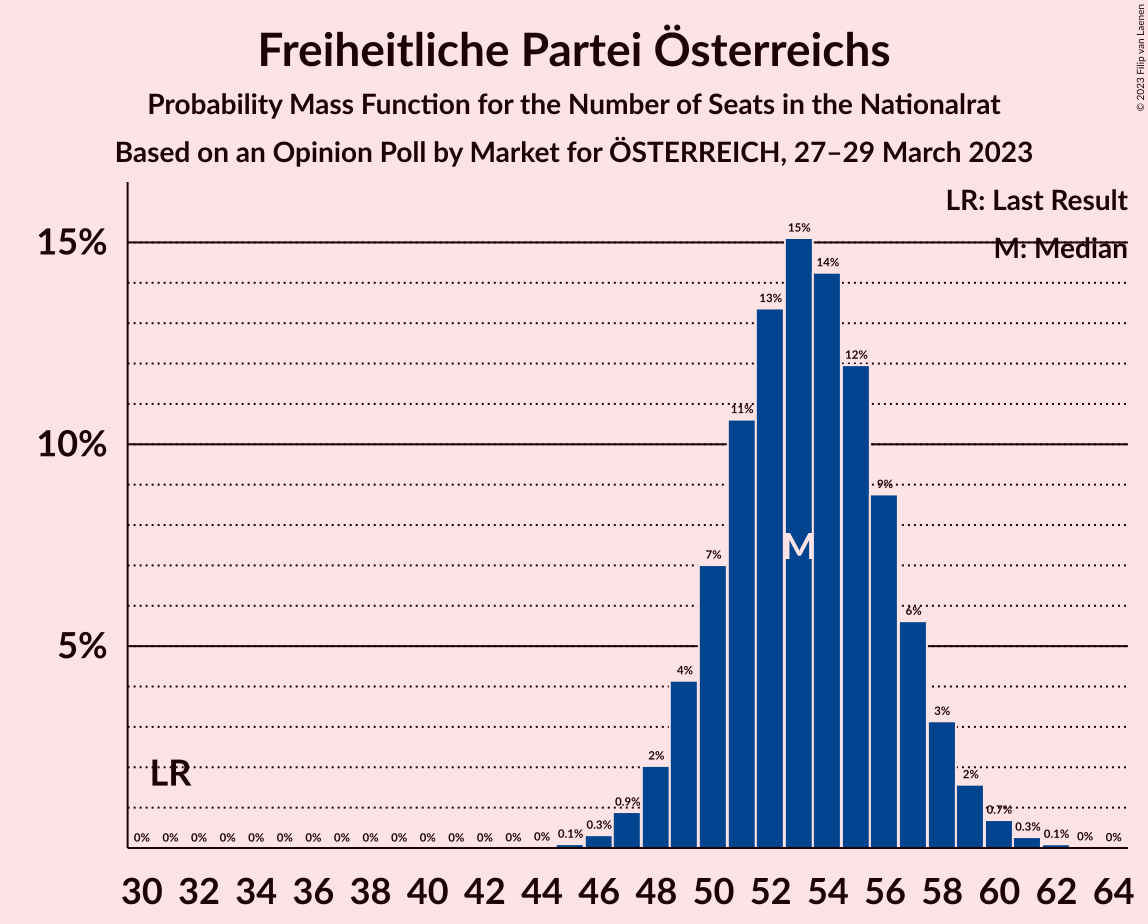 Freiheitliche Partei Österreichs
Probability Mass Function for the Number of Seats in the Nationalrat
Based on an Opinion Poll by Market for ÖSTERREICH, 27–29 March 2023
© 2023 Filip van Laenen
LR: Last Result
M: Median
15%
10%
5%
LR
M
0% 0% 0% 0% 0% 0% 0% 0% 0% 0% 0% 0% 0% 0% 0% 0.1% 0.3% 0.9% 2% 4% 7% 11% 13% 15% 14% 12% 9% 6% 3% 2% 0.7% 0.3% 0.1% 0% 0%
30 32 34 36 38 40 42 44 46 48 50 52 54 56 58 60 62 64